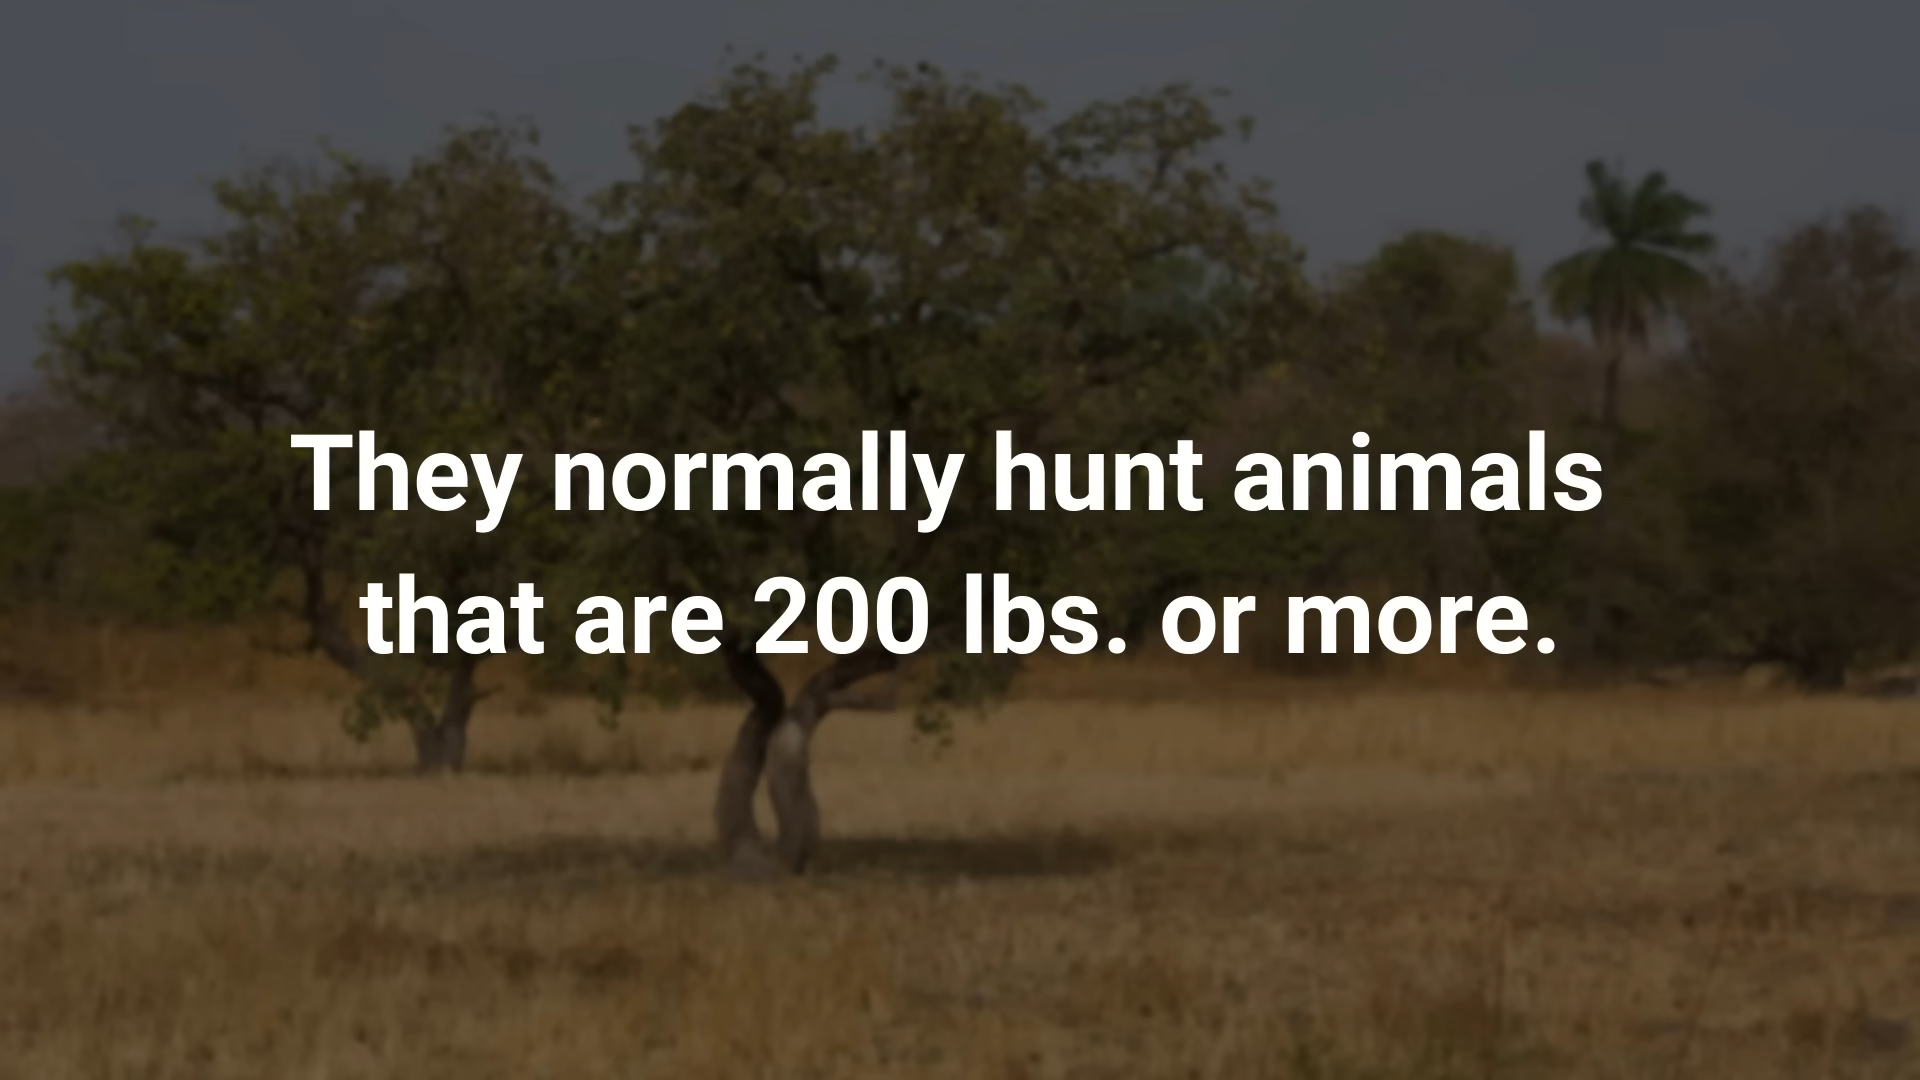 They normally hunt animals
that are 200 lbs. or more.